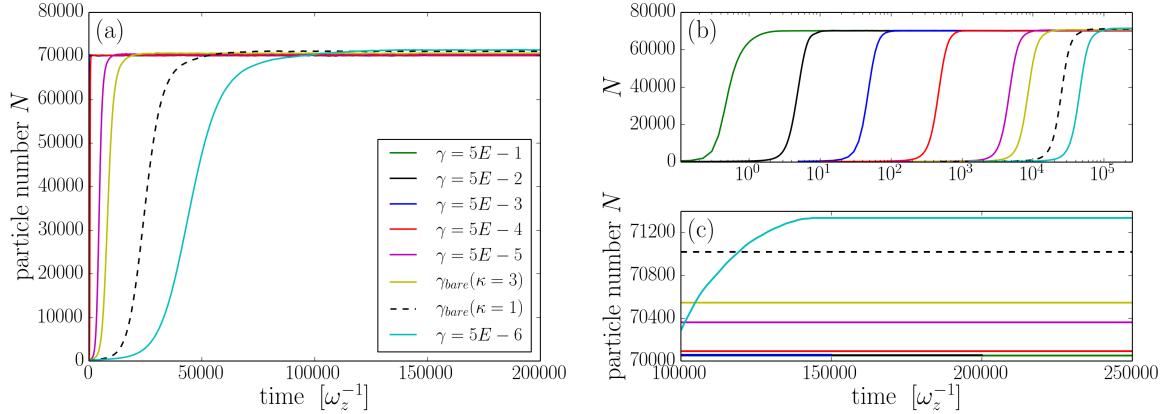 (a)
particle number N
80000
70000
60000
50000
40000
30000
20000
10000
0
γ = 5E − 1
γ = 5E − 2
γ = 5E − 3
γ = 5E − 4
γ = 5E − 5
γ_bare(κ = 3)
γ_bare(κ = 1)
γ = 5E − 6
0 50000 100000 150000 200000
time [ω_z^{-1}]
(b)
N
80000
60000
40000
20000
0
10^0 10^1 10^2 10^3 10^4 10^5
(c)
particle number N
71200
70800
70400
70000
100000 150000 200000 250000
time [ω_z^{-1}]